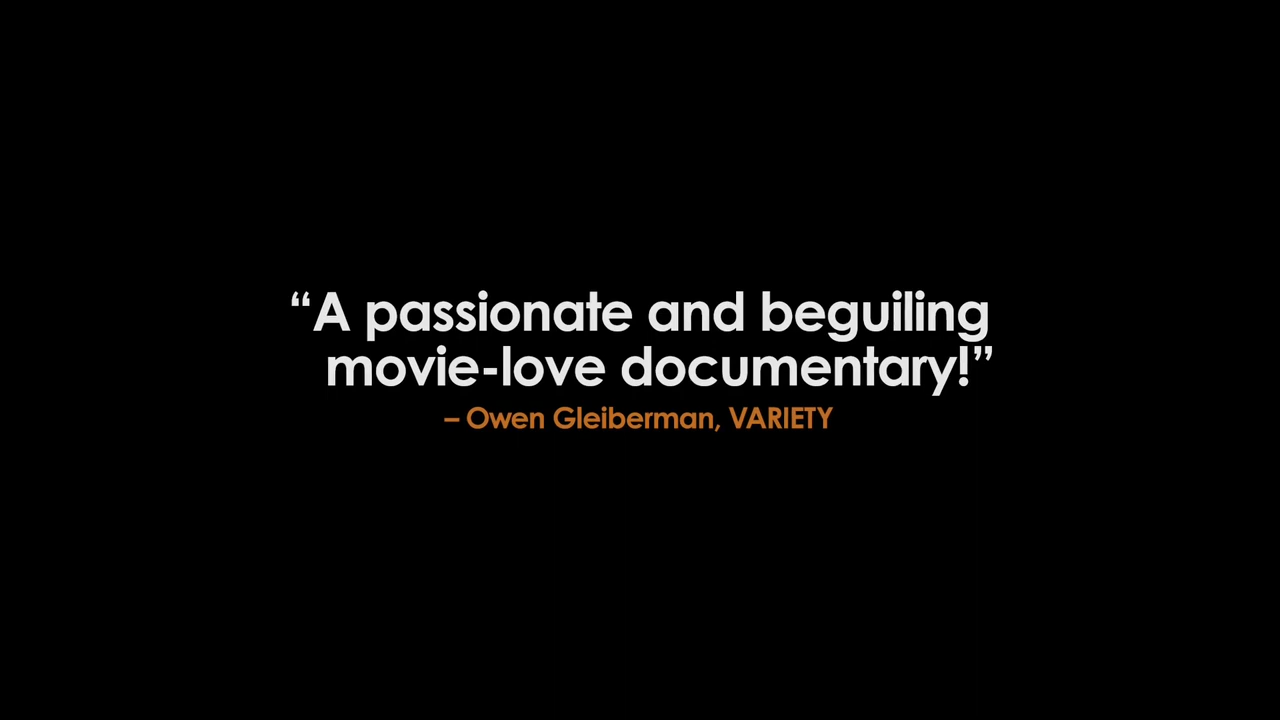 “A passionate and beguiling
movie-love documentary!”
– Owen Gleiberman, VARIETY